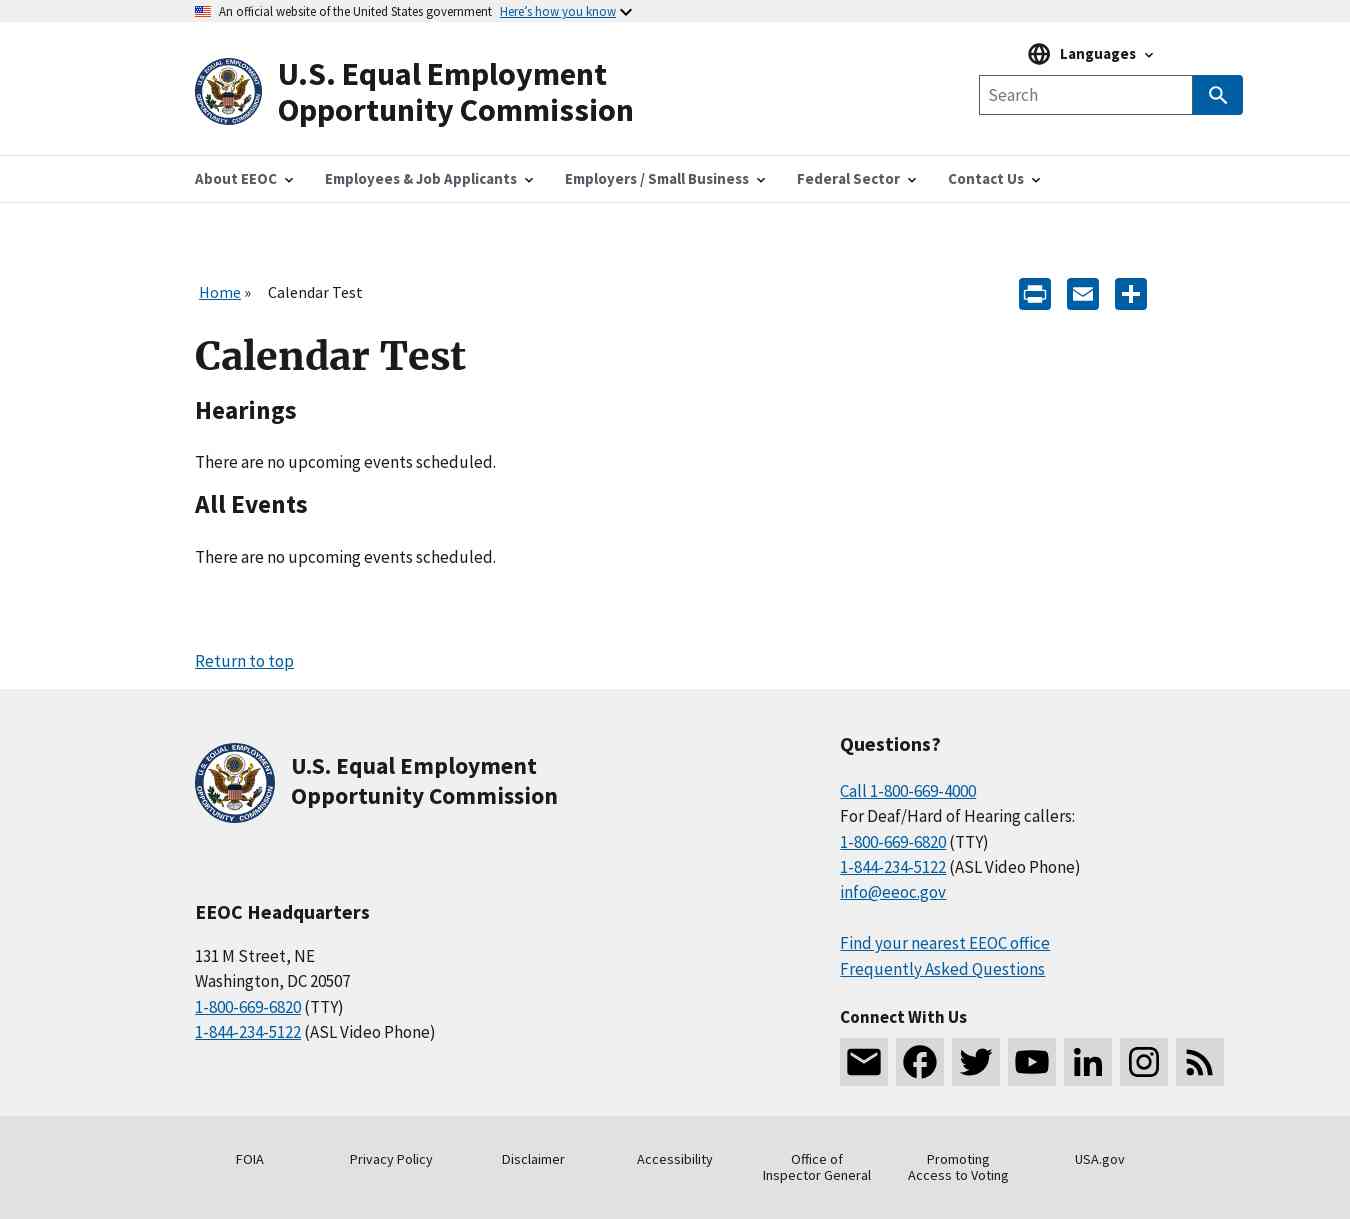 An official website of the United States government Here's how you know
U.S. Equal Employment
Opportunity Commission
Languages
Search
About EEOC
Employees & Job Applicants
Employers / Small Business
Federal Sector
Contact Us
Home » Calendar Test
Calendar Test
Hearings
There are no upcoming events scheduled.
All Events
There are no upcoming events scheduled.
Return to top
U.S. Equal Employment
Opportunity Commission
EEOC Headquarters
131 M Street, NE
Washington, DC 20507
1-800-669-6820 (TTY)
1-844-234-5122 (ASL Video Phone)
Questions?
Call 1-800-669-4000
For Deaf/Hard of Hearing callers:
1-800-669-6820 (TTY)
1-844-234-5122 (ASL Video Phone)
info@eeoc.gov
Find your nearest EEOC office
Frequently Asked Questions
Connect With Us
FOIA
Privacy Policy
Disclaimer
Accessibility
Office of
Inspector General
Promoting
Access to Voting
USA.gov